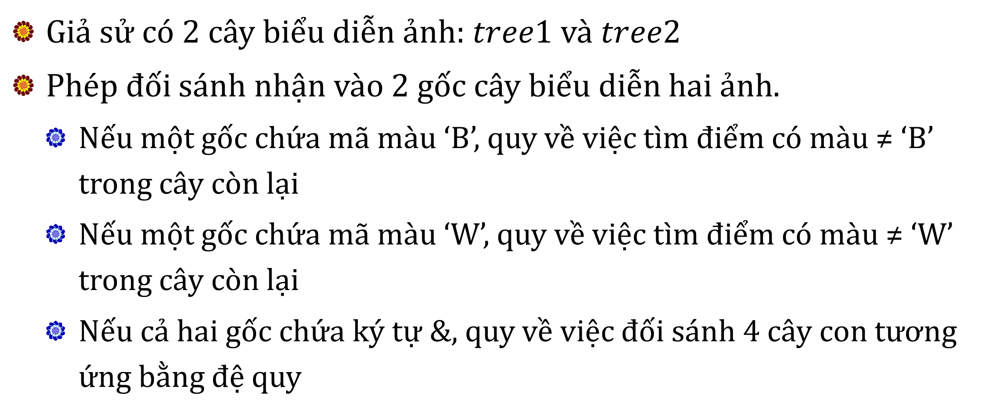 Giả sử có 2 cây biểu diễn ảnh: tree1 và tree2
Phép đối sánh nhận vào 2 gốc cây biểu diễn hai ảnh.
Nếu một gốc chứa mã màu ‘B’, quy về việc tìm điểm có màu ≠ ‘B’
trong cây còn lại
Nếu một gốc chứa mã màu ‘W’, quy về việc tìm điểm có màu ≠ ‘W’
trong cây còn lại
Nếu cả hai gốc chứa ký tự &, quy về việc đối sánh 4 cây con tương
ứng bằng đệ quy